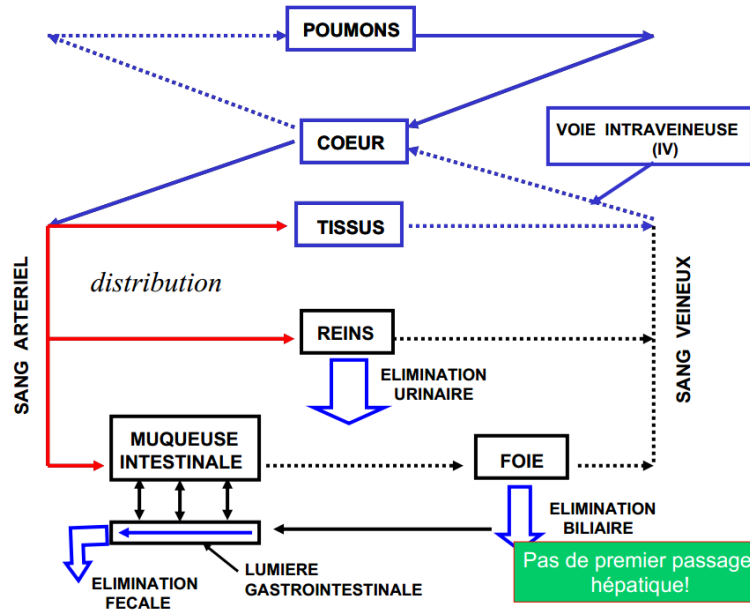 POUMONS
COEUR
VOIE INTRAVEINEUSE
(IV)
TISSUS
distribution
SANG ARTERIEL
SANG VEINEUX
REINS
ELIMINATION
URINAIRE
MUQUEUSE
INTESTINALE
FOIE
ELIMINATION
BILIAIRE
Pas de premier passage
hépatique!
LUMIERE
GASTROINTESTINALE
ELIMINATION
FECALE